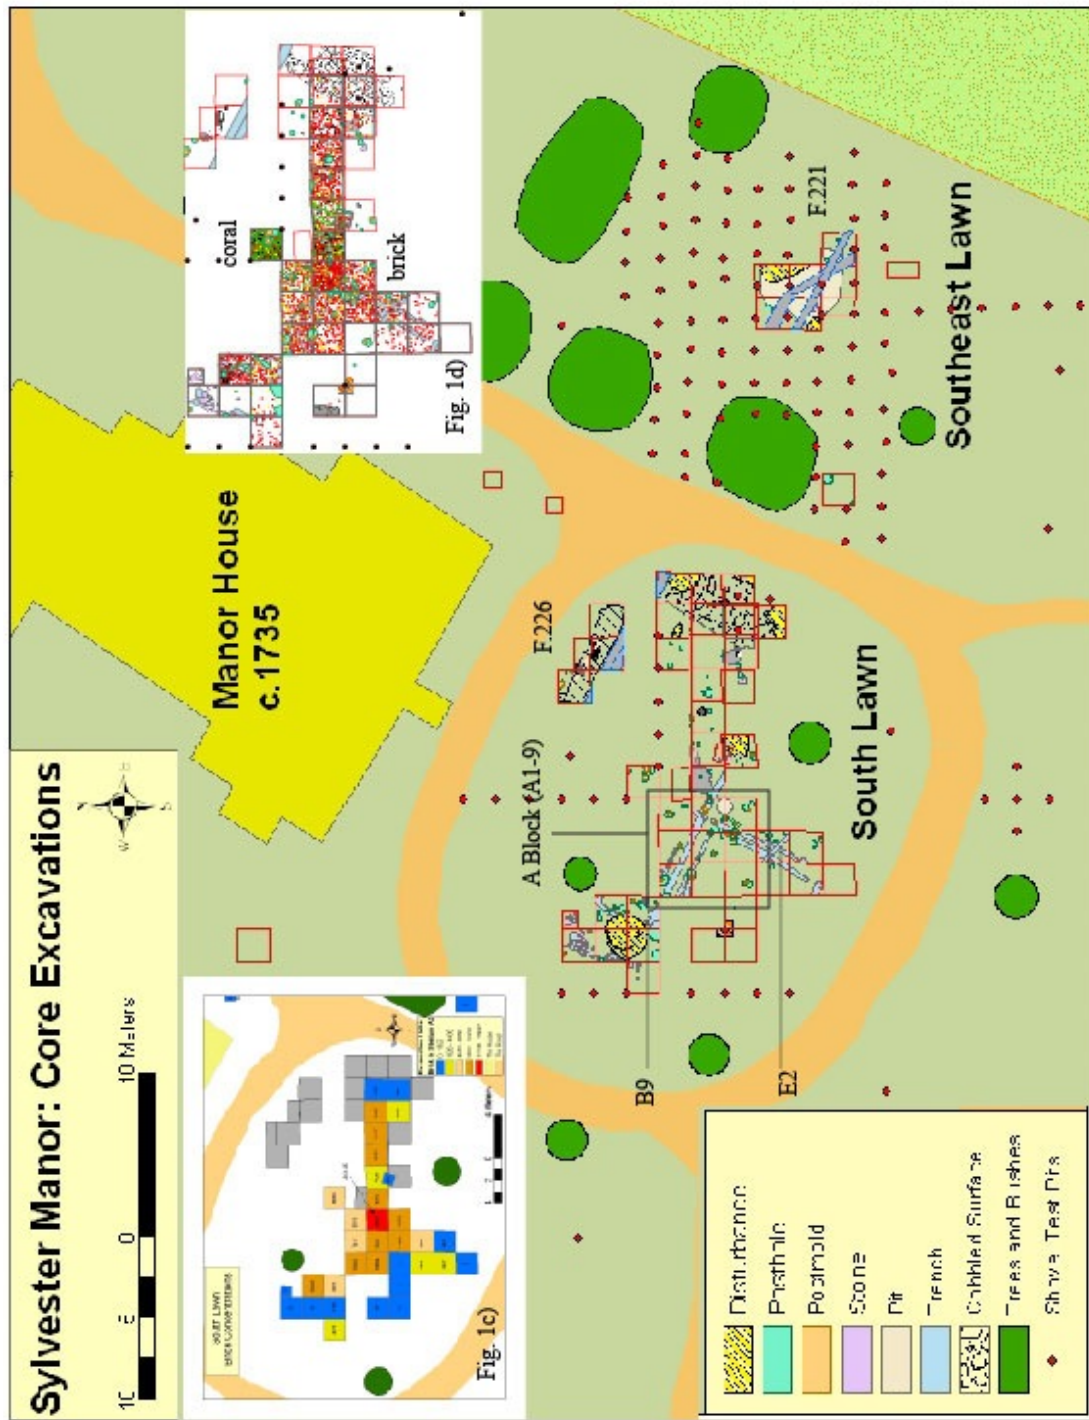 Sylvester Manor: Core Excavations
10
5
0
10 Meters
Manor House
c.1735
coral
brick
Fig. 1d)
Fig. 1c)
F.226
F.221
A Block (A1-9)
B9
E2
South Lawn
Southeast Lawn
Disturbance
Posthole
Postmold
Stone
Pit
Trench
Cobbled Surface
Trees and Bushes
Shovel Test Pits